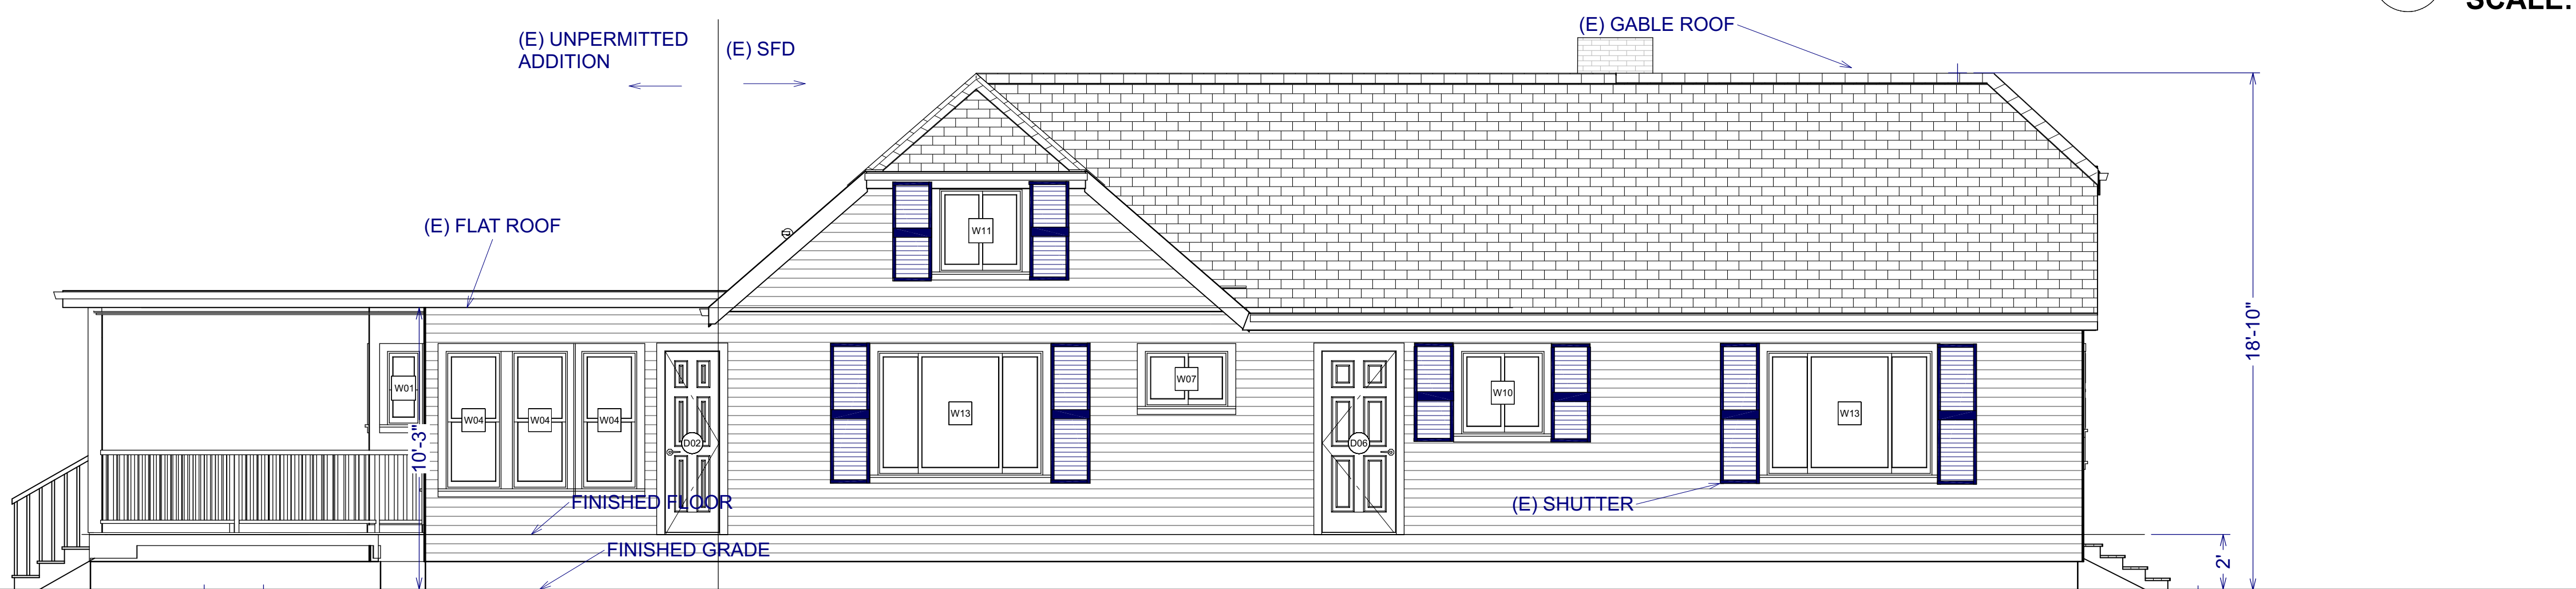 SCALE:
(E) GABLE ROOF
(E) UNPERMITTED
ADDITION
(E) SFD
(E) FLAT ROOF
W11
18'-10"
W01
W04
W04
W04
D02
W13
W07
D06
W10
W13
10'-3"
FINISHED FLOOR
(E) SHUTTER
FINISHED GRADE
2'